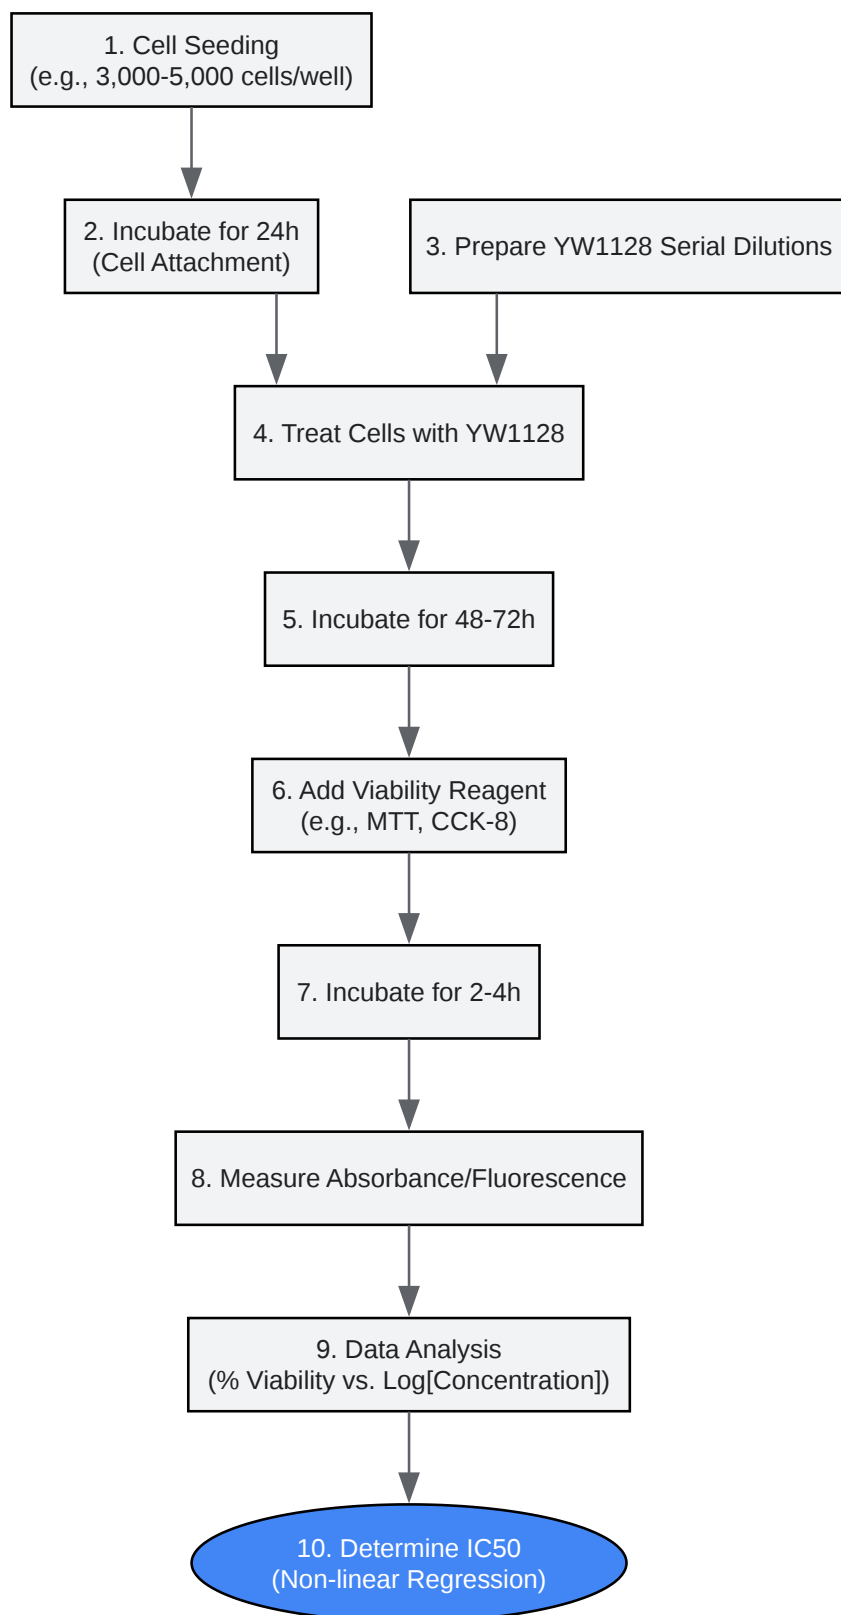 1. Cell Seeding
(e.g., 3,000-5,000 cells/well)
2. Incubate for 24h
(Cell Attachment)
3. Prepare YW1128 Serial Dilutions
4. Treat Cells with YW1128
5. Incubate for 48-72h
6. Add Viability Reagent
(e.g., MTT, CCK-8)
7. Incubate for 2-4h
8. Measure Absorbance/Fluorescence
9. Data Analysis
(% Viability vs. Log[Concentration])
10. Determine IC50
(Non-linear Regression)